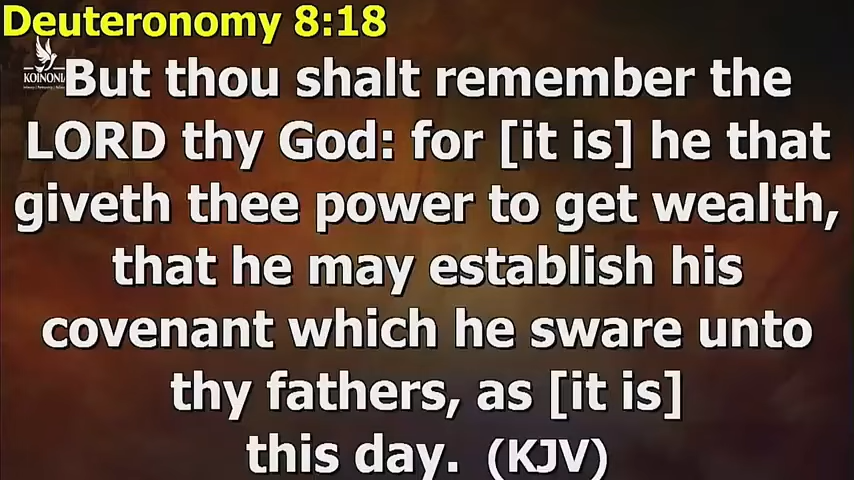 Deuteronomy 8:18
KOINONIA
But thou shalt remember the
LORD thy God: for [it is] he that
giveth thee power to get wealth,
that he may establish his
covenant which he sware unto
thy fathers, as [it is]
this day. (KJV)